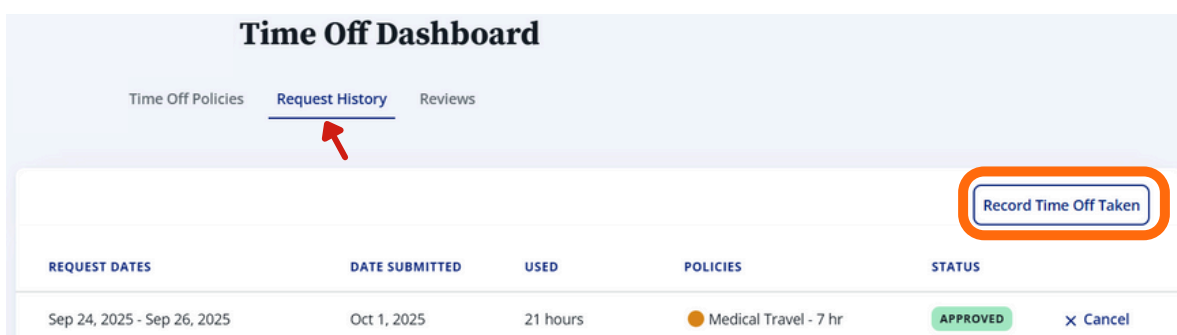 Time Off Dashboard
Time Off Policies Request History Reviews
Record Time Off Taken
REQUEST DATES DATE SUBMITTED USED POLICIES STATUS
Sep 24, 2025 - Sep 26, 2025 Oct 1, 2025 21 hours Medical Travel - 7 hr APPROVED × Cancel